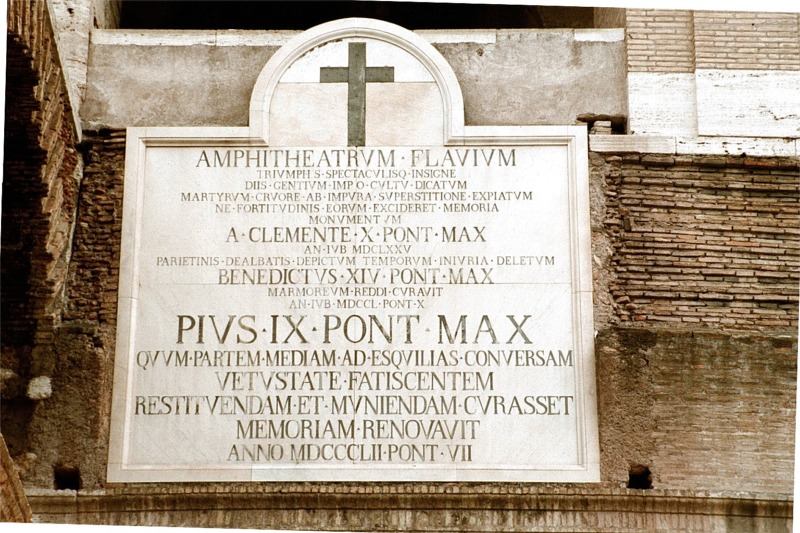 AMPHITHEATRVM · FLAVIVM
TRIVMPHIS · SPECTACVLISQ · INSIGNE
DIIS · GENTIVM · IMPIO · CVLTV · DICATVM
MARTYRVM · CRVORE · AB · IMPVRA · SVPERSTITIONE · EXPIATVM
NE · FORTITVDINIS · EORVM · EXCIDERET · MEMORIA
MONVMENTVM
A · CLEMENTE · X · PONT · MAX
AN · IVB · MDCLXXV
PARIETINIS · DEALBATIS · DEPICTVM · TEMPORVM · INIVRIA · DELETVM
BENEDICTVS · XIV · PONT · MAX
MARMOREVM · REDDI · CVRAVIT
AN · IVB · MDCCL · PONT · X
PIVS · IX · PONT · MAX
QVVM · PARTEM · MEDIAM · AD · ESQVILIAS · CONVERSAM
VETVSTATE · FATISCENTEM
RESTITVENDAM · ET · MVNIENDAM · CVRASSET
MEMORIAM · RENOVAVIT
ANNO MDCCCLII · PONT · VII